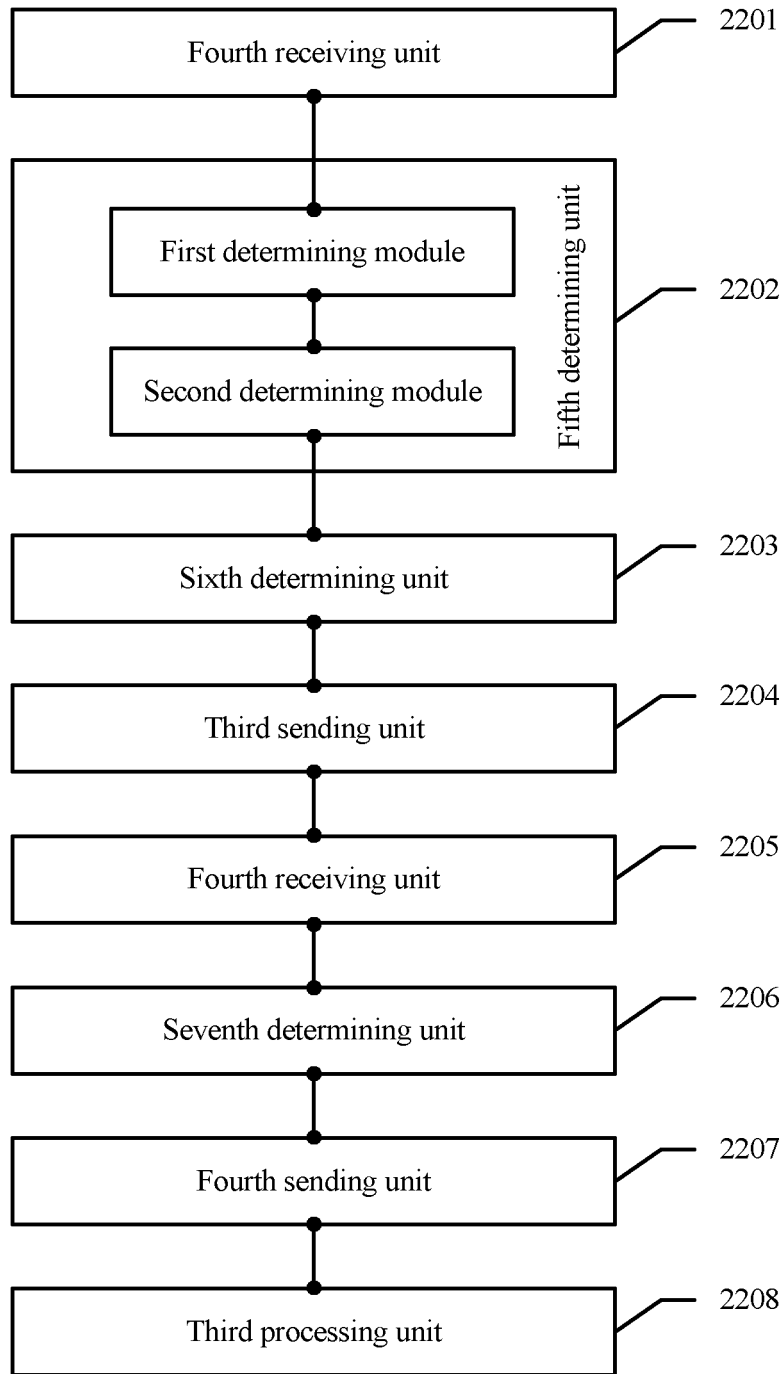 2201
Fourth receiving unit
First determining module
Second determining module
Fifth determining unit
2202
2203
Sixth determining unit
2204
Third sending unit
2205
Fourth receiving unit
2206
Seventh determining unit
2207
Fourth sending unit
2208
Third processing unit